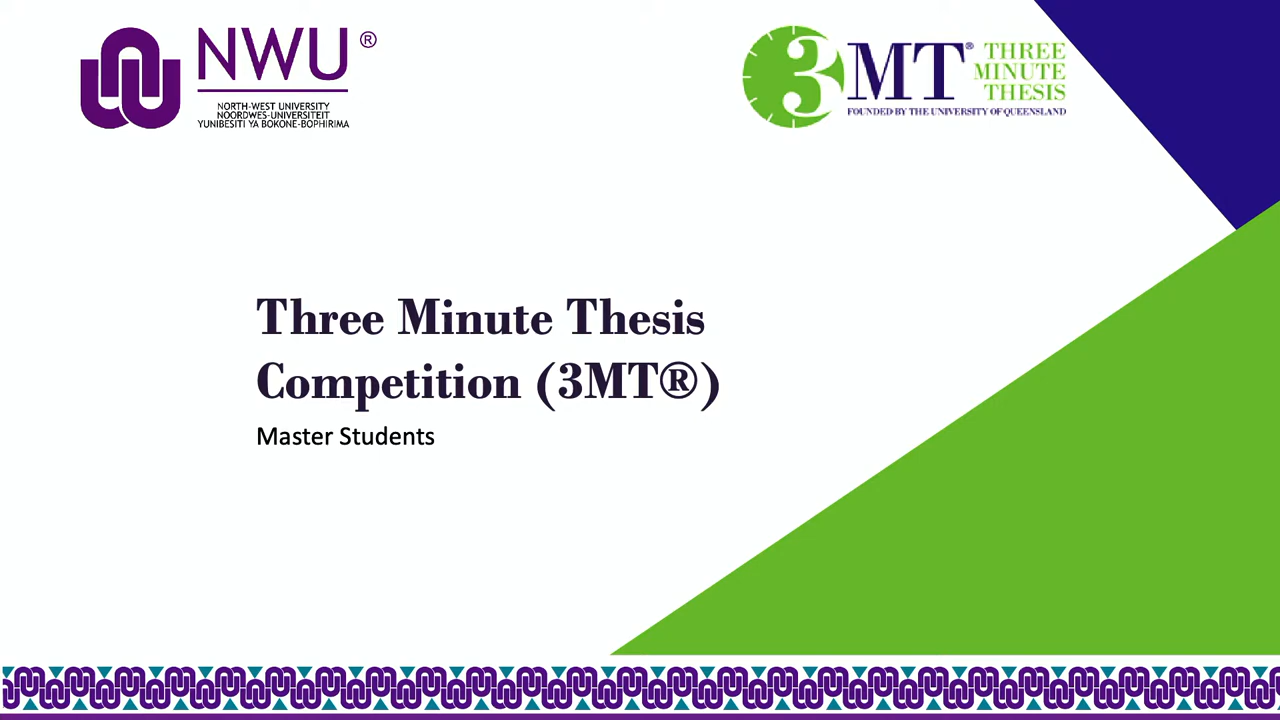 NWU®
NORTH-WEST UNIVERSITY
NOORDWES-UNIVERSITEIT
YUNIBESITI YA BOKONE-BOPHIRIMA
3MT® THREE
MINUTE
THESIS
FOUNDED BY THE UNIVERSITY OF QUEENSLAND
Three Minute Thesis
Competition (3MT®)
Master Students